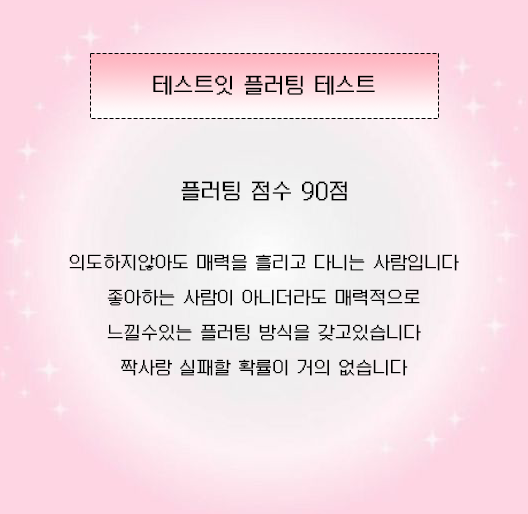 테스트잇 플러팅 테스트
플러팅 점수 90점
의도하지않아도 매력을 흘리고 다니는 사람입니다
좋아하는 사람이 아니더라도 매력적으로
느낄수있는 플러팅 방식을 갖고있습니다
짝사랑 실패할 확률이 거의 없습니다